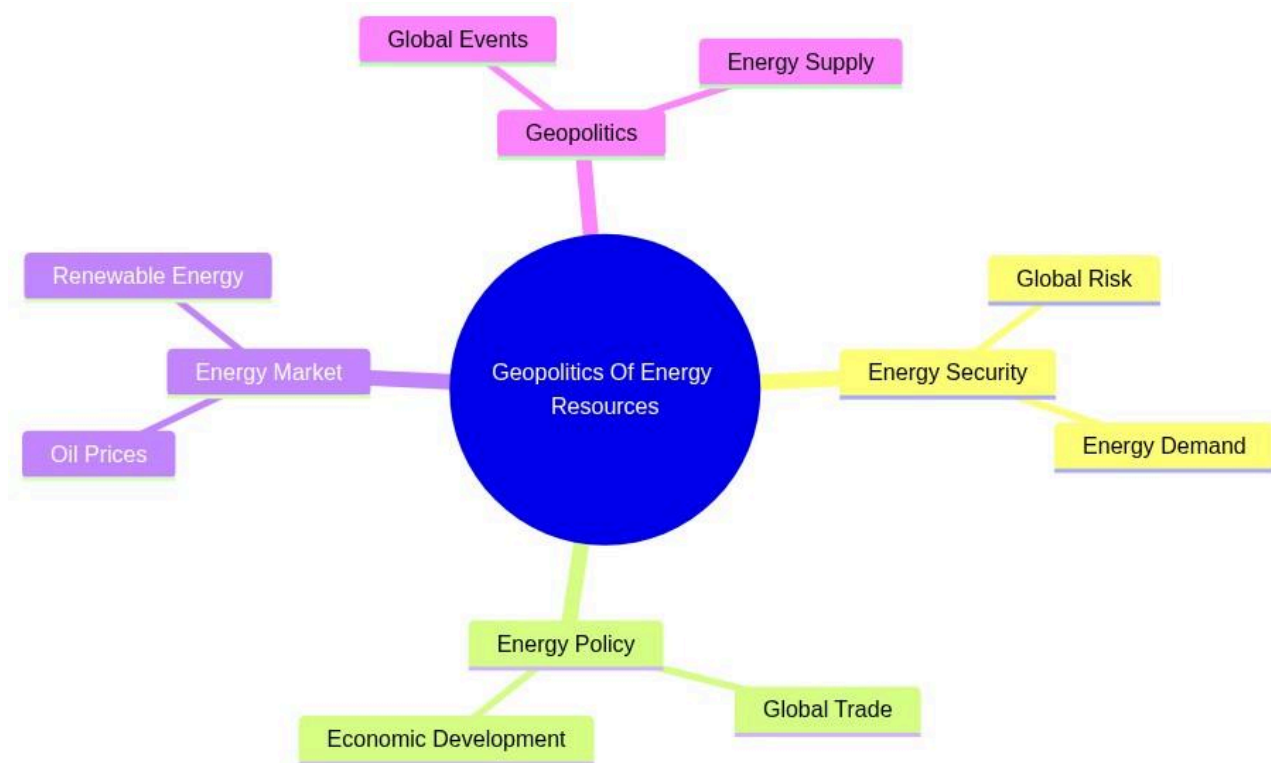 Global Events
Energy Supply
Geopolitics
Renewable Energy
Global Risk
Energy Market
Geopolitics Of Energy
Resources
Energy Security
Oil Prices
Energy Demand
Energy Policy
Global Trade
Economic Development